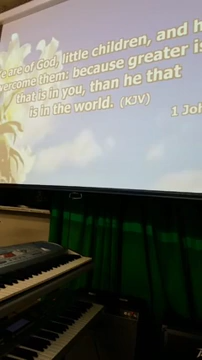 e are of God, little children, and h
vercome them: because greater is
that is in you, than he that
is in the world. (KJV)
1 Joh